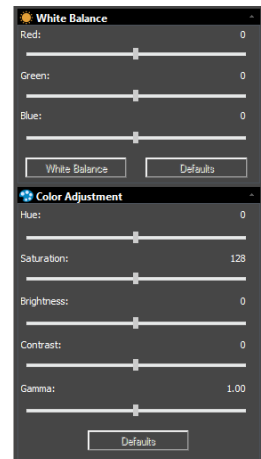 White Balance
Red: 0
Green: 0
Blue: 0
White Balance Defaults
Color Adjustment
Hue: 0
Saturation: 128
Brightness: 0
Contrast: 0
Gamma: 1.00
Defaults